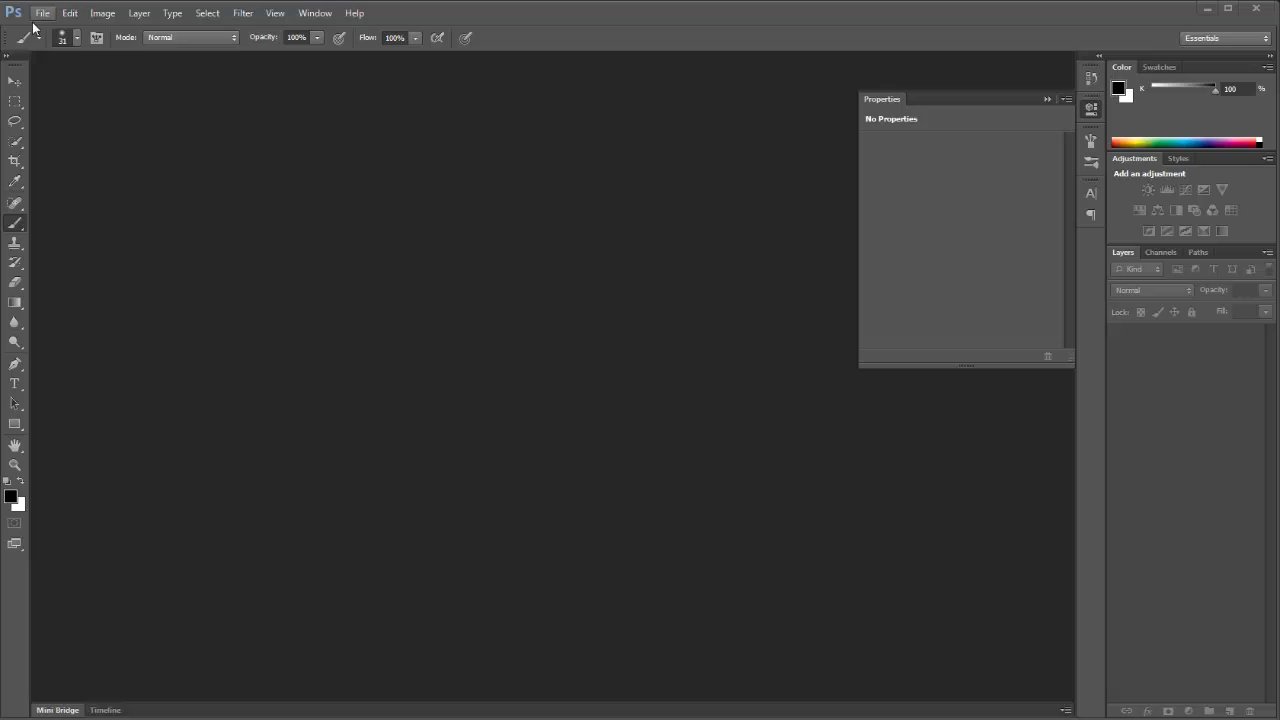 Ps File Edit Image Layer Type Select Filter View Window Help
31 Mode: Normal Opacity: 100% Flow: 100% Essentials
Color Swatches
K 100 %
Properties
No Properties
Adjustments Styles
Add an adjustment
Layers Channels Paths
Kind
Normal Opacity:
Lock: Fill:
Mini Bridge Timeline